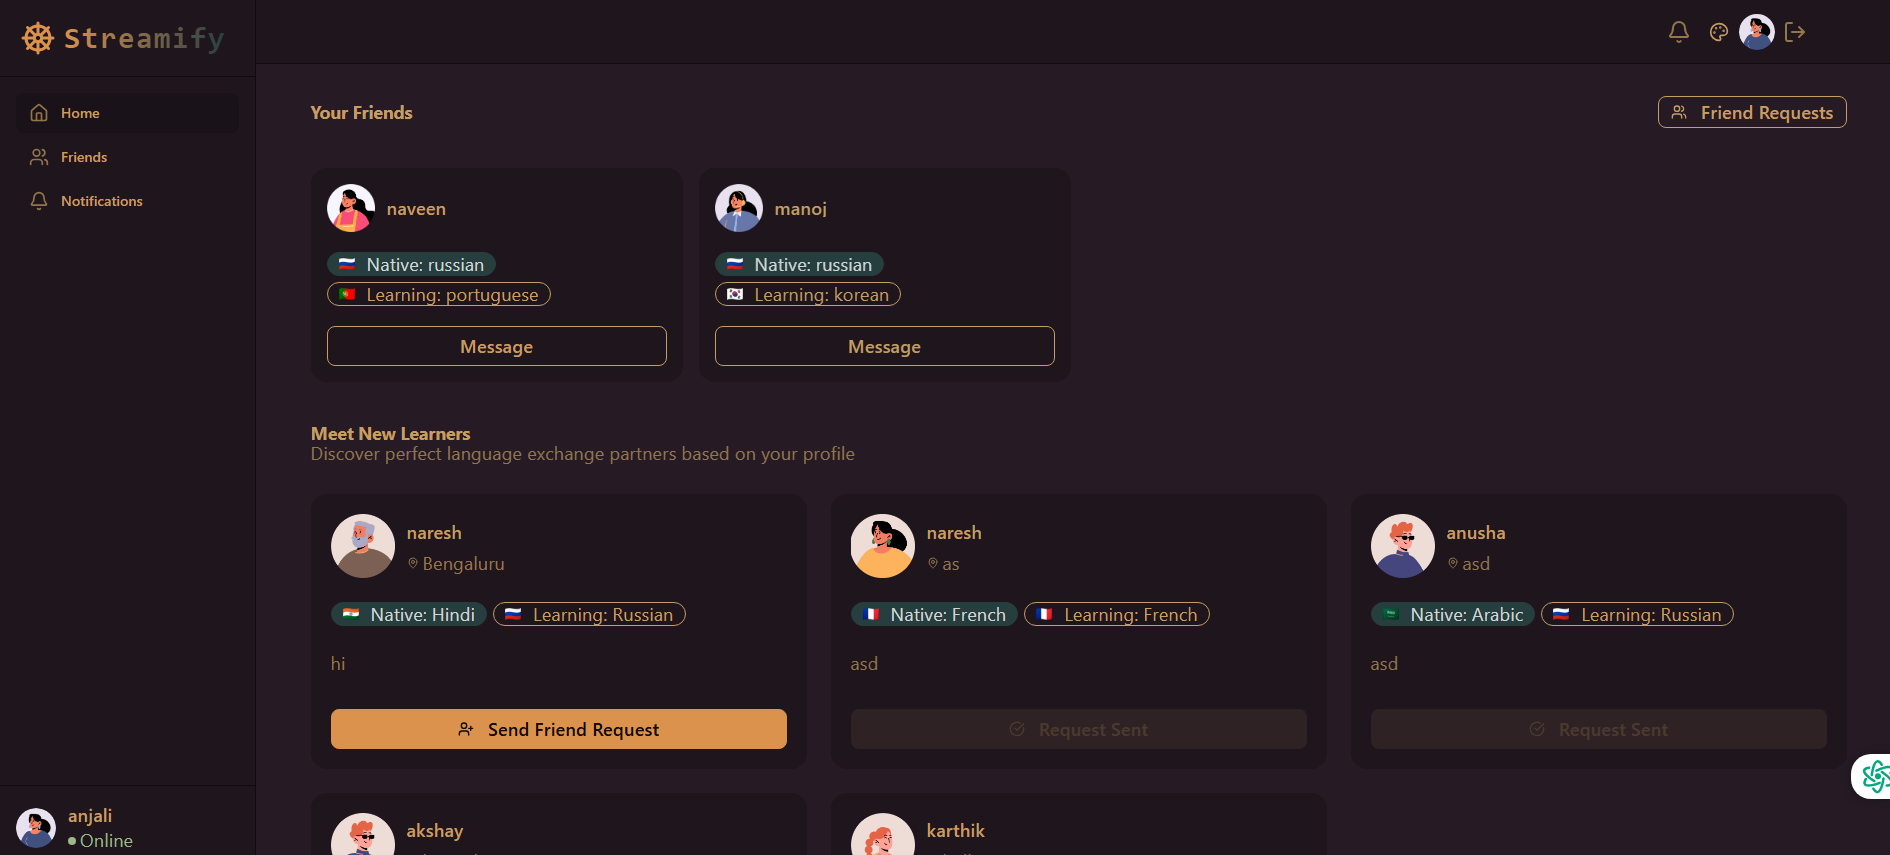 Streamify
Home
Friends
Notifications
Your Friends
Friend Requests
naveen
manoj
Native: russian
Native: russian
Learning: portuguese
Learning: korean
Message
Message
Meet New Learners
Discover perfect language exchange partners based on your profile
naresh
Bengaluru
naresh
as
anusha
asd
Native: Hindi
Learning: Russian
Native: French
Learning: French
Native: Arabic
Learning: Russian
hi
asd
asd
Send Friend Request
Request Sent
Request Sent
akshay
karthik
anjali
Online